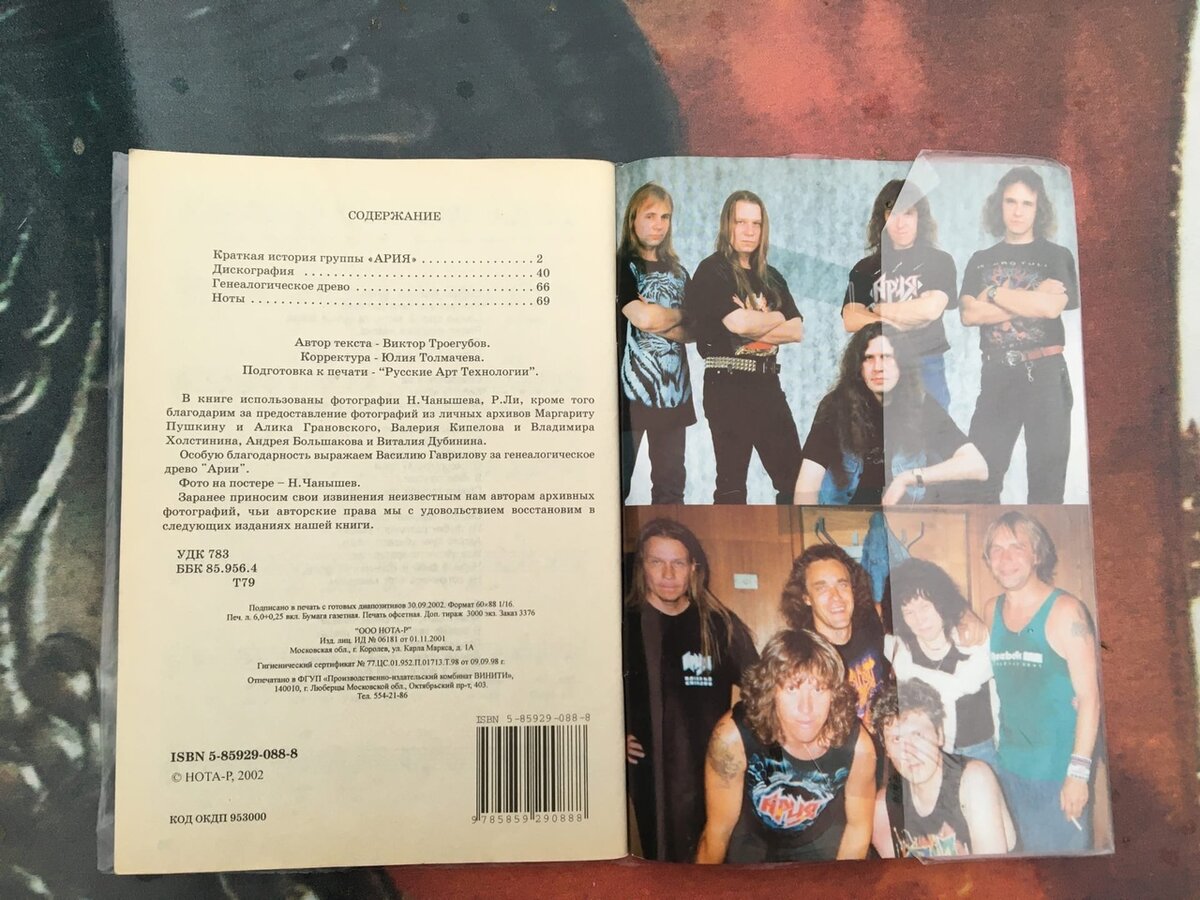 СОДЕРЖАНИЕ
Краткая история группы «АРИЯ» . . . . . . . . . . . . . . . 2
Дискография . . . . . . . . . . . . . . . . . . . . . . . . . . . . . . 40
Генеалогическое древо . . . . . . . . . . . . . . . . . . . . . . . 66
Ноты . . . . . . . . . . . . . . . . . . . . . . . . . . . . . . . . . . . . . 69
Автор текста - Виктор Троегубов.
Корректура - Юлия Толмачева.
Подготовка к печати - “Русские Арт Технологии”.
В книге использованы фотографии Н.Чанышева, Р.Ли, кроме того
благодарим за предоставление фотографий из личных архивов Маргариту
Пушкину и Алика Грановского, Валерия Кипелова и Владимира
Холстинина, Андрея Большакова и Виталия Дубинина.
Особую благодарность выражаем Василию Гаврилову за генеалогическое
древо “Арии”.
Фото на постере – Н.Чанышев.
Заранее приносим свои извинения неизвестным нам авторам архивных
фотографий, чьи авторские права мы с удовольствием восстановим в
следующих изданиях нашей книги.
УДК 783
ББК 85.956.4
Т79
Подписано в печать с готовых диапозитивов 30.09.2002. Формат 60×88 1/16.
Печ. л. 6,0+0,25 вкл. Бумага газетная. Печать офсетная. Доп. тираж 3000 экз. Заказ 3376
"ООО НОТА-Р"
Изд. лиц. ИД № 06181 от 01.11.2001
Московская обл., г. Королев, ул. Карла Маркса, д. 1А
Гигиенический сертификат № 77.ЦС.01.952.П.01713.Т.98 от 09.09.98 г.
Отпечатано в ФГУП «Производственно-издательский комбинат ВИНИТИ»,
140010, г. Люберцы Московской обл., Октябрьский пр-т, 403.
Тел. 554-21-86
ISBN 5-85929-088-8
ISBN 5-85929-088-8
© НОТА-Р, 2002
КОД ОКДП 953000
9785859290888
АРИЯ
АРИЯ
Reebok
АРИЯ